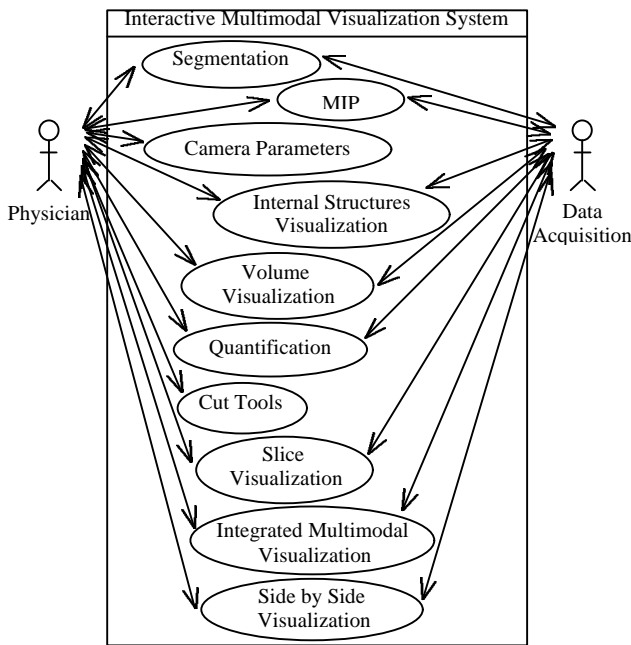 Interactive Multimodal Visualization System
Segmentation
MIP
Camera Parameters
Physician
Internal Structures
Visualization
Data
Acquisition
Volume
Visualization
Quantification
Cut Tools
Slice
Visualization
Integrated Multimodal
Visualization
Side by Side
Visualization